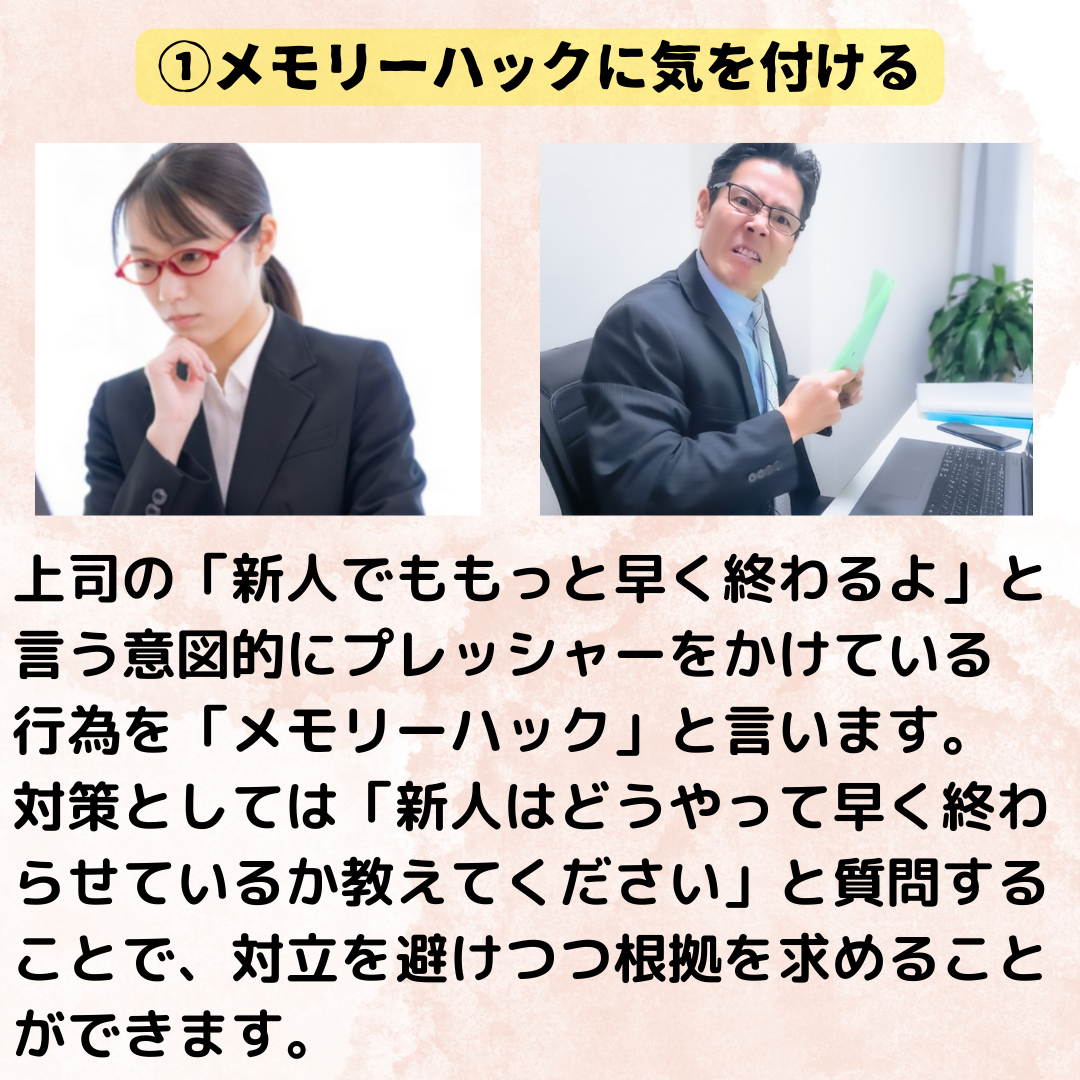 ①メモリーハックに気を付ける
上司の「新人でももっと早く終わるよ」と
言う意図的にプレッシャーをかけている
行為を「メモリーハック」と言います。
対策としては「新人はどうやって早く終わ
らせているか教えてください」と質問する
ことで、対立を避けつつ根拠を求めること
ができます。